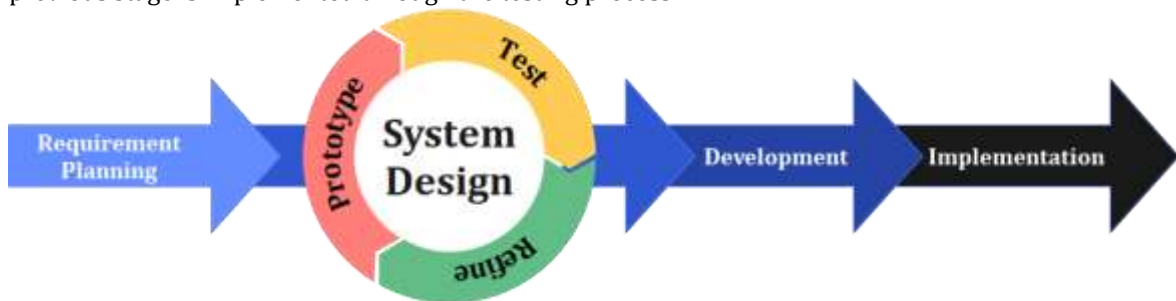 Requirement
Planning
Prototype
Test
System
Design
Refine
Development
Implementation